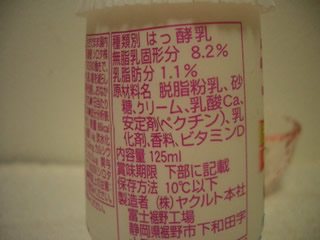 種類別 はっ酵乳
無脂乳固形分 8.2%
乳脂肪分 1.1%
原材料名 脱脂粉乳、砂
糖、クリーム、乳酸Ca、
安定剤(ペクチン)、乳
化剤、香料、ビタミンD
内容量 125ml
賞味期限 下部に記載
保存方法 10℃以下
製造者 (株)ヤクルト本社
富士裾野工場
静岡県裾野市下和田字